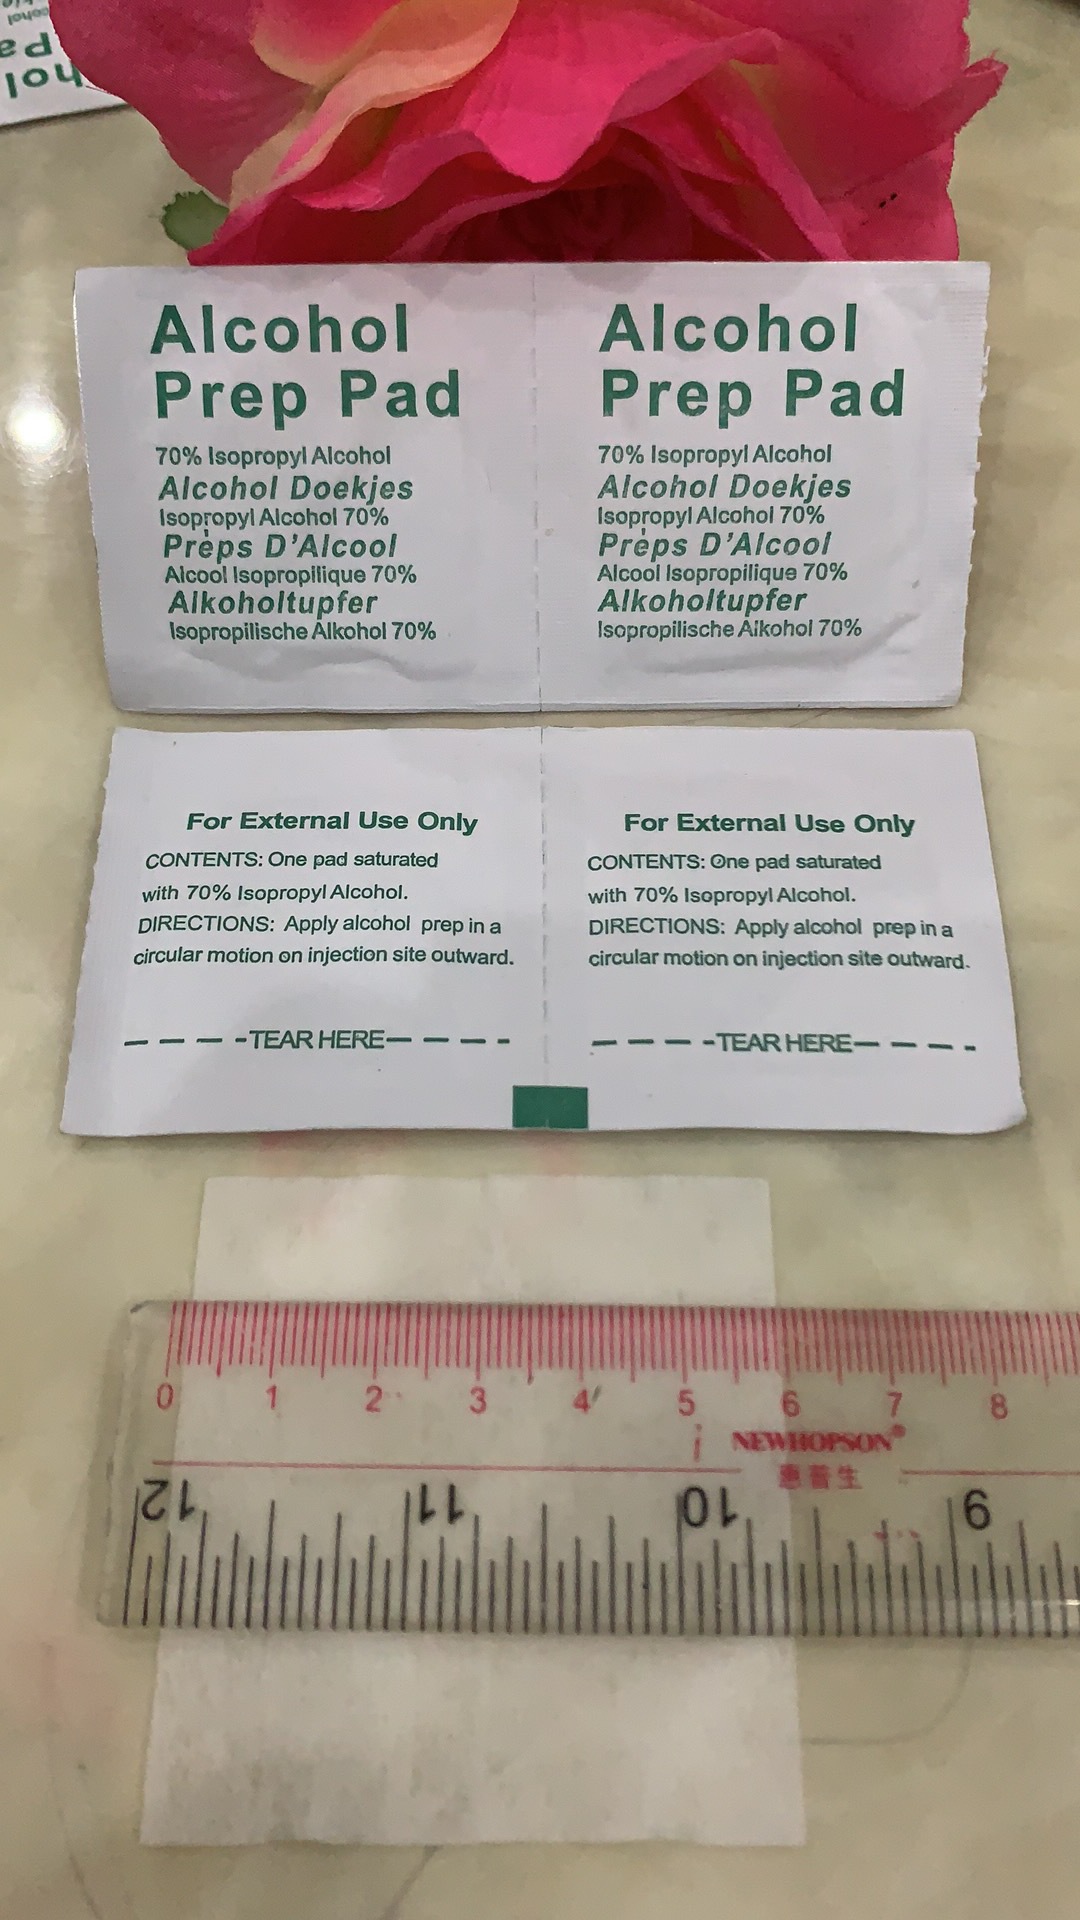 Alcohol
Prep Pad
70% Isopropyl Alcohol
Alcohol Doekjes
Isopropyl Alcohol 70%
Prèps D'Alcool
Alcool Isopropilique 70%
Alkoholtupfer
Isopropilische Alkohol 70%
Alcohol
Prep Pad
70% Isopropyl Alcohol
Alcohol Doekjes
Isopropyl Alcohol 70%
Prèps D'Alcool
Alcool Isopropilique 70%
Alkoholtupfer
Isopropilische Alkohol 70%
For External Use Only
CONTENTS: One pad saturated
with 70% Isopropyl Alcohol.
DIRECTIONS: Apply alcohol prep in a
circular motion on injection site outward.
TEAR HERE
For External Use Only
CONTENTS: One pad saturated
with 70% Isopropyl Alcohol.
DIRECTIONS: Apply alcohol prep in a
circular motion on injection site outward.
TEAR HERE
0 1 2 3 4 5 6 7 8
NEWHOPSON®
惠普生
12 11 10 9